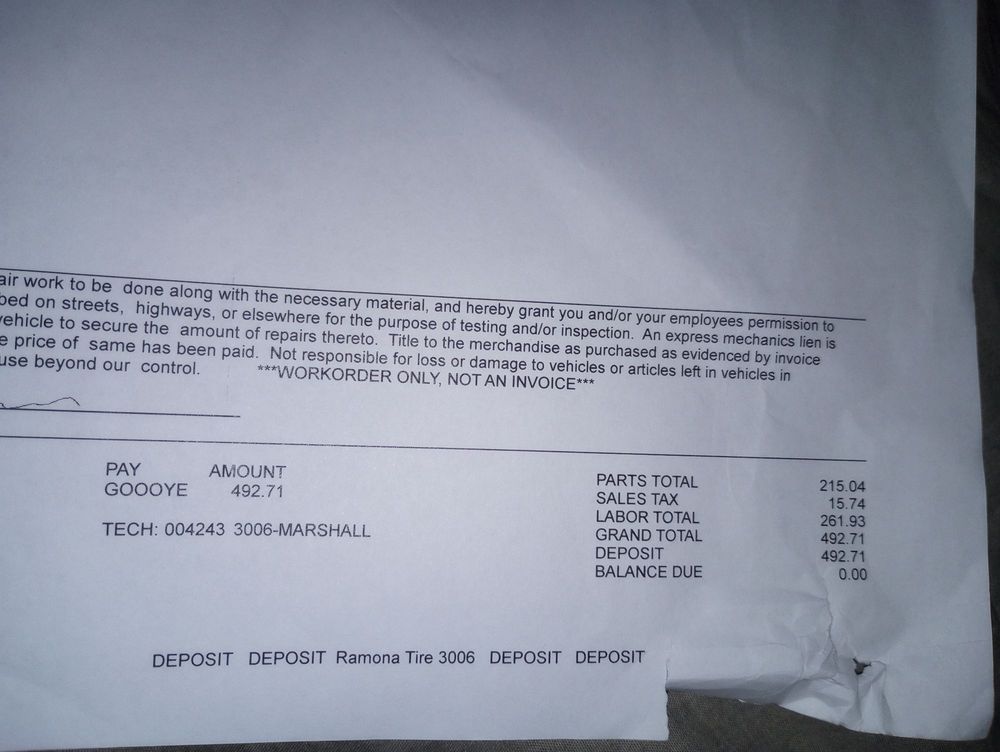 air work to be done along with the necessary material, and hereby grant you and/or your employees permission to
bed on streets, highways, or elsewhere for the purpose of testing and/or inspection. An express mechanics lien is
vehicle to secure the amount of repairs thereto. Title to the merchandise as purchased as evidenced by invoice
e price of same has been paid. Not responsible for loss or damage to vehicles or articles left in vehicles in
use beyond our control. ***WORKORDER ONLY, NOT AN INVOICE***
PAY AMOUNT
GOOOYE 492.71
TECH: 004243 3006-MARSHALL
PARTS TOTAL 215.04
SALES TAX 15.74
LABOR TOTAL 261.93
GRAND TOTAL 492.71
DEPOSIT 492.71
BALANCE DUE 0.00
DEPOSIT DEPOSIT Ramona Tire 3006 DEPOSIT DEPOSIT